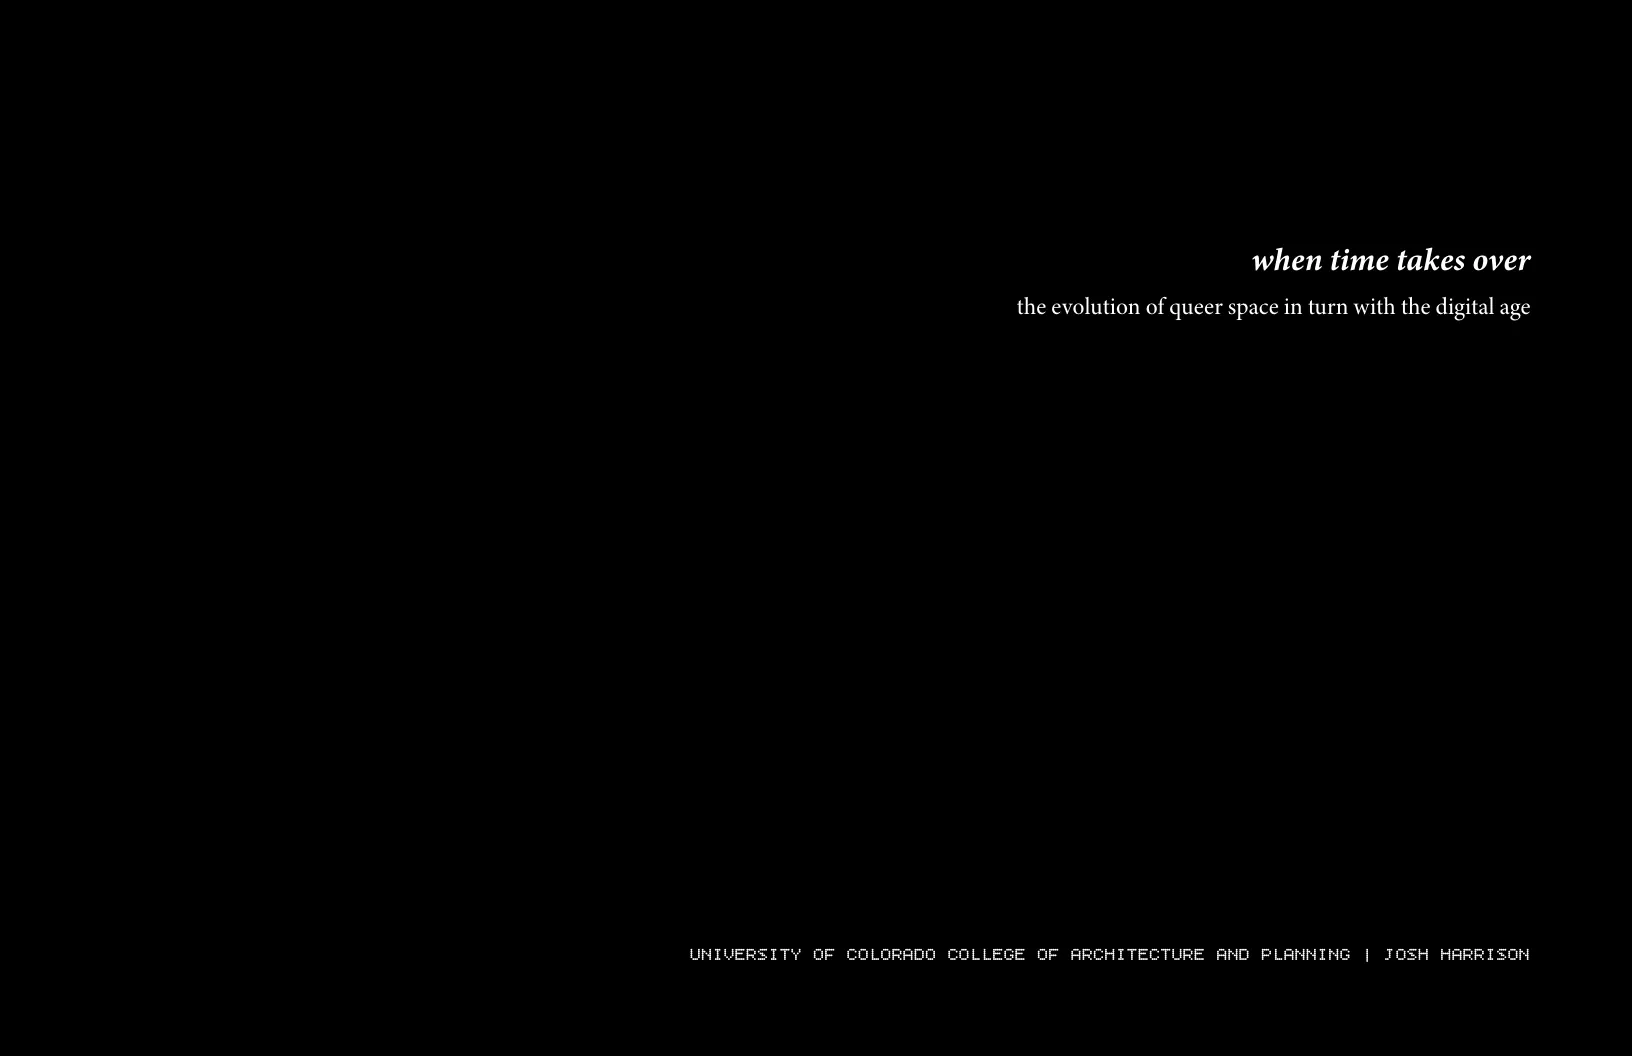 when time takes over
the evolution of queer space in turn with the digital age
UNIVERSITY OF COLORADO COLLEGE OF ARCHITECTURE AND PLANNING | JOSH HARRISON